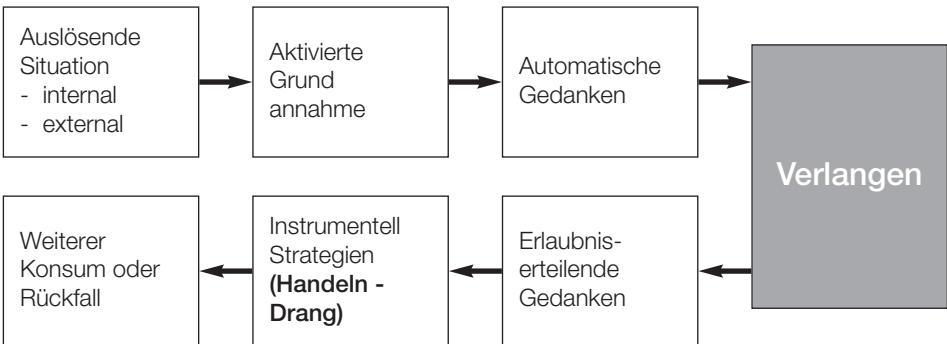 Auslösende
Situation
- internal
- external
Aktivierte
Grund
annahme
Automatische
Gedanken
Verlangen
Weiterer
Konsum oder
Rückfall
Instrumentell
Strategien
(Handeln -
Drang)
Erlaubnis-
erteilende
Gedanken